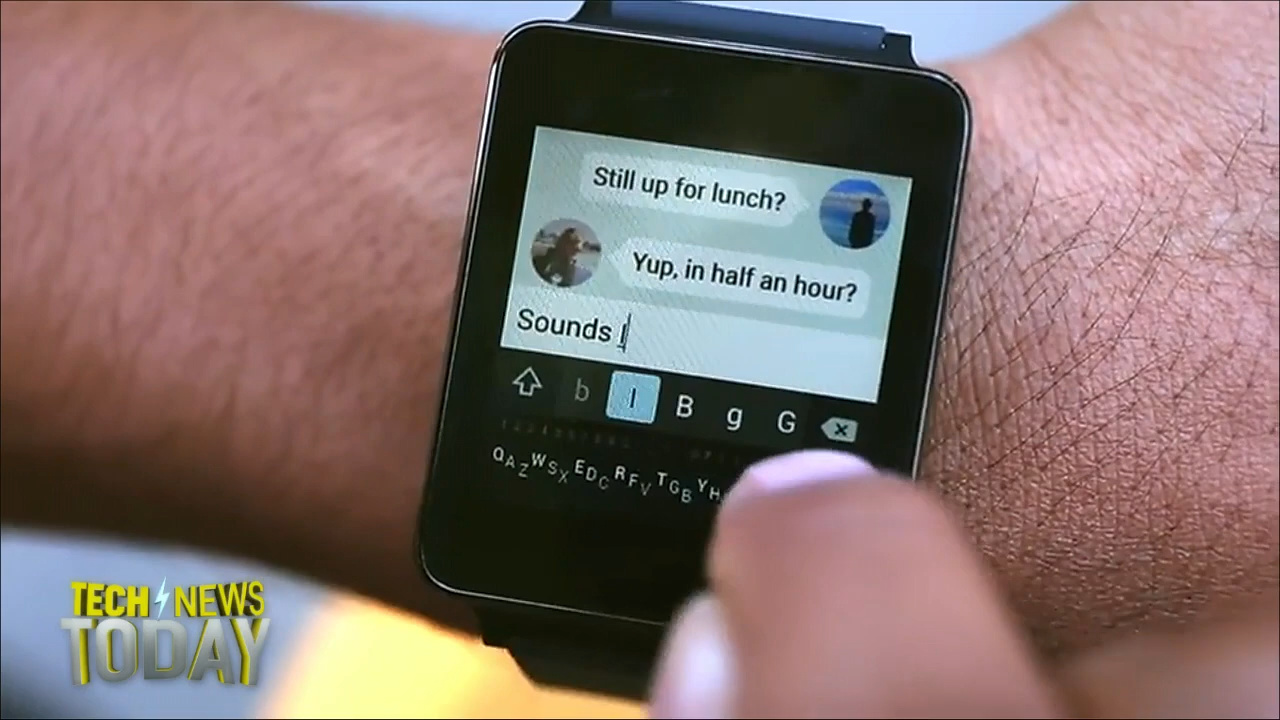 Still up for lunch?
Yup, in half an hour?
Sounds I
b I B g G
QAZWSXEDCRFVTGBYH
TECH NEWS
TODAY